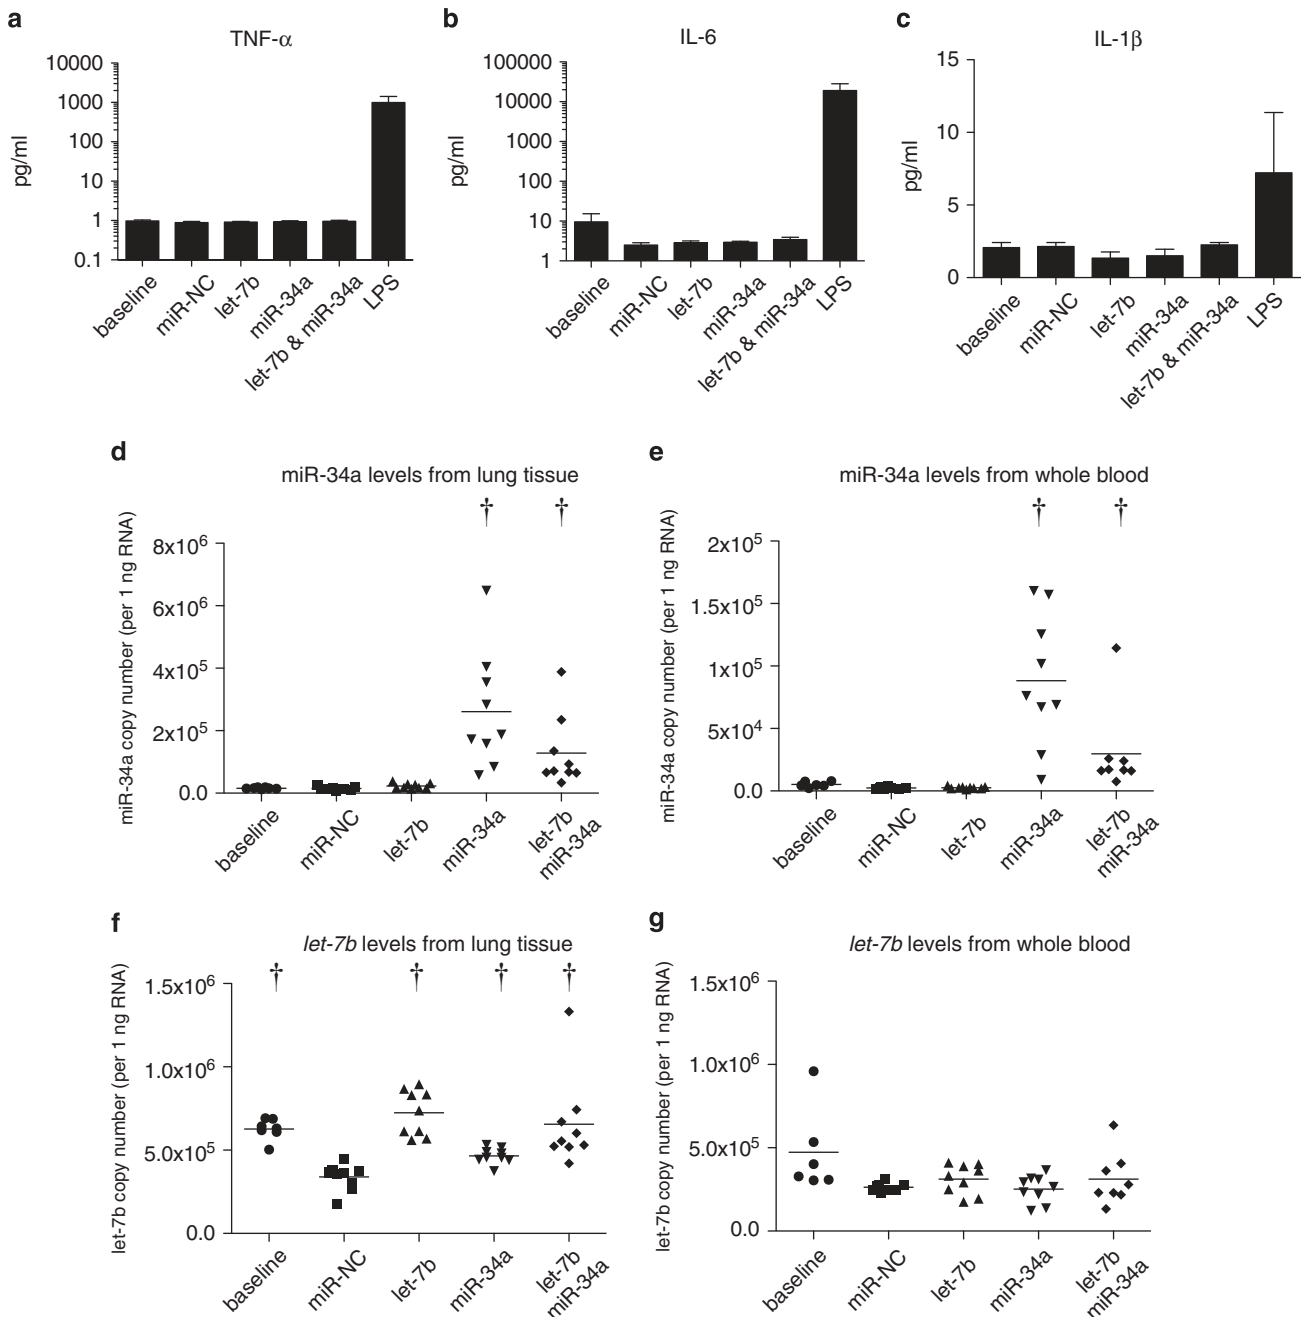 a
TNF-α
pg/ml
10000
1000
100
10
1
0.1
baseline
miR-NC
let-7b
miR-34a
let-7b & miR-34a
LPS
b
IL-6
pg/ml
100000
10000
1000
100
10
1
baseline
miR-NC
let-7b
miR-34a
let-7b & miR-34a
LPS
c
IL-1β
pg/ml
15
10
5
0
baseline
miR-NC
let-7b
miR-34a
let-7b & miR-34a
LPS
d
miR-34a levels from lung tissue
† †
miR-34a copy number (per 1 ng RNA)
8x10⁶
6x10⁶
4x10⁵
2x10⁵
0.0
baseline
miR-NC
let-7b
miR-34a
let-7b
miR-34a
e
miR-34a levels from whole blood
† †
miR-34a copy number (per 1 ng RNA)
2x10⁵
1.5x10⁵
1x10⁵
5x10⁴
0.0
baseline
miR-NC
let-7b
miR-34a
let-7b
miR-34a
f
let-7b levels from lung tissue
† † † †
let-7b copy number (per 1 ng RNA)
1.5x10⁶
1.0x10⁶
5.0x10⁵
0.0
baseline
miR-NC
let-7b
miR-34a
let-7b
miR-34a
g
let-7b levels from whole blood
let-7b copy number (per 1 ng RNA)
1.5x10⁶
1.0x10⁶
5.0x10⁵
0.0
baseline
miR-NC
let-7b
miR-34a
let-7b
miR-34a